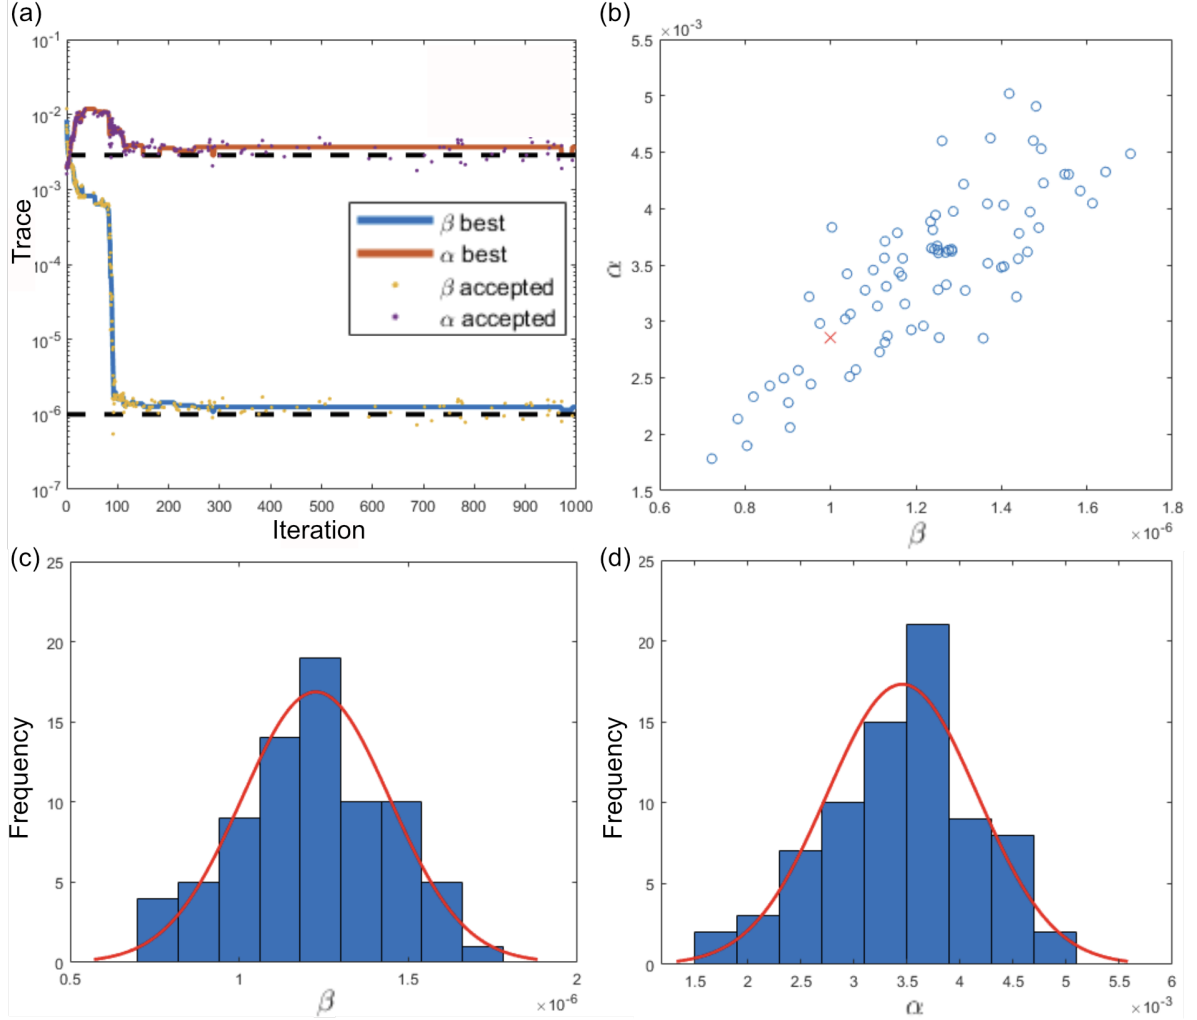 (a)
10⁻¹
10⁻²
10⁻³
10⁻⁴
10⁻⁵
10⁻⁶
10⁻⁷
Trace
β best
α best
β accepted
α accepted
0 100 200 300 400 500 600 700 800 900 1000
Iteration
(b)
×10⁻³
5.5
5
4.5
4
3.5
3
2.5
2
1.5
α
0.6 0.8 1 1.2 1.4 1.6 1.8
β
×10⁻⁶
(c)
25
20
15
10
5
0
Frequency
0.5 1 1.5 2
β
×10⁻⁶
(d)
25
20
15
10
5
0
Frequency
1.5 2 2.5 3 3.5 4 4.5 5 5.5 6
α
×10⁻³